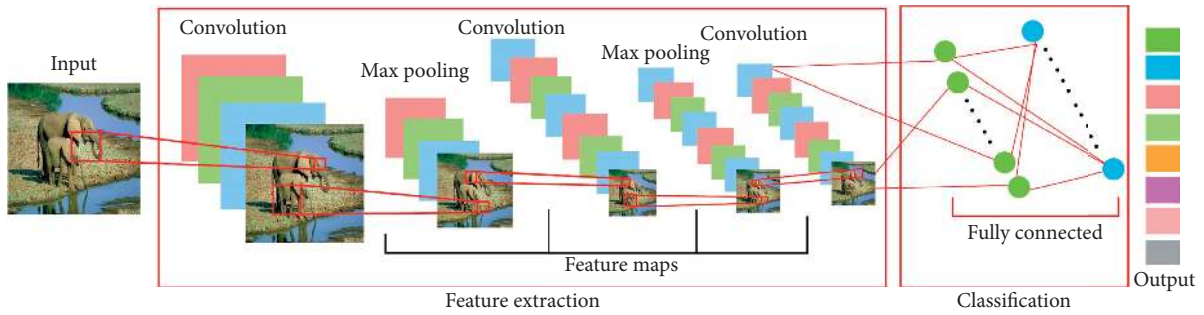 Input
Convolution
Max pooling
Convolution
Max pooling
Convolution
Feature maps
Feature extraction
Fully connected
Classification
Output